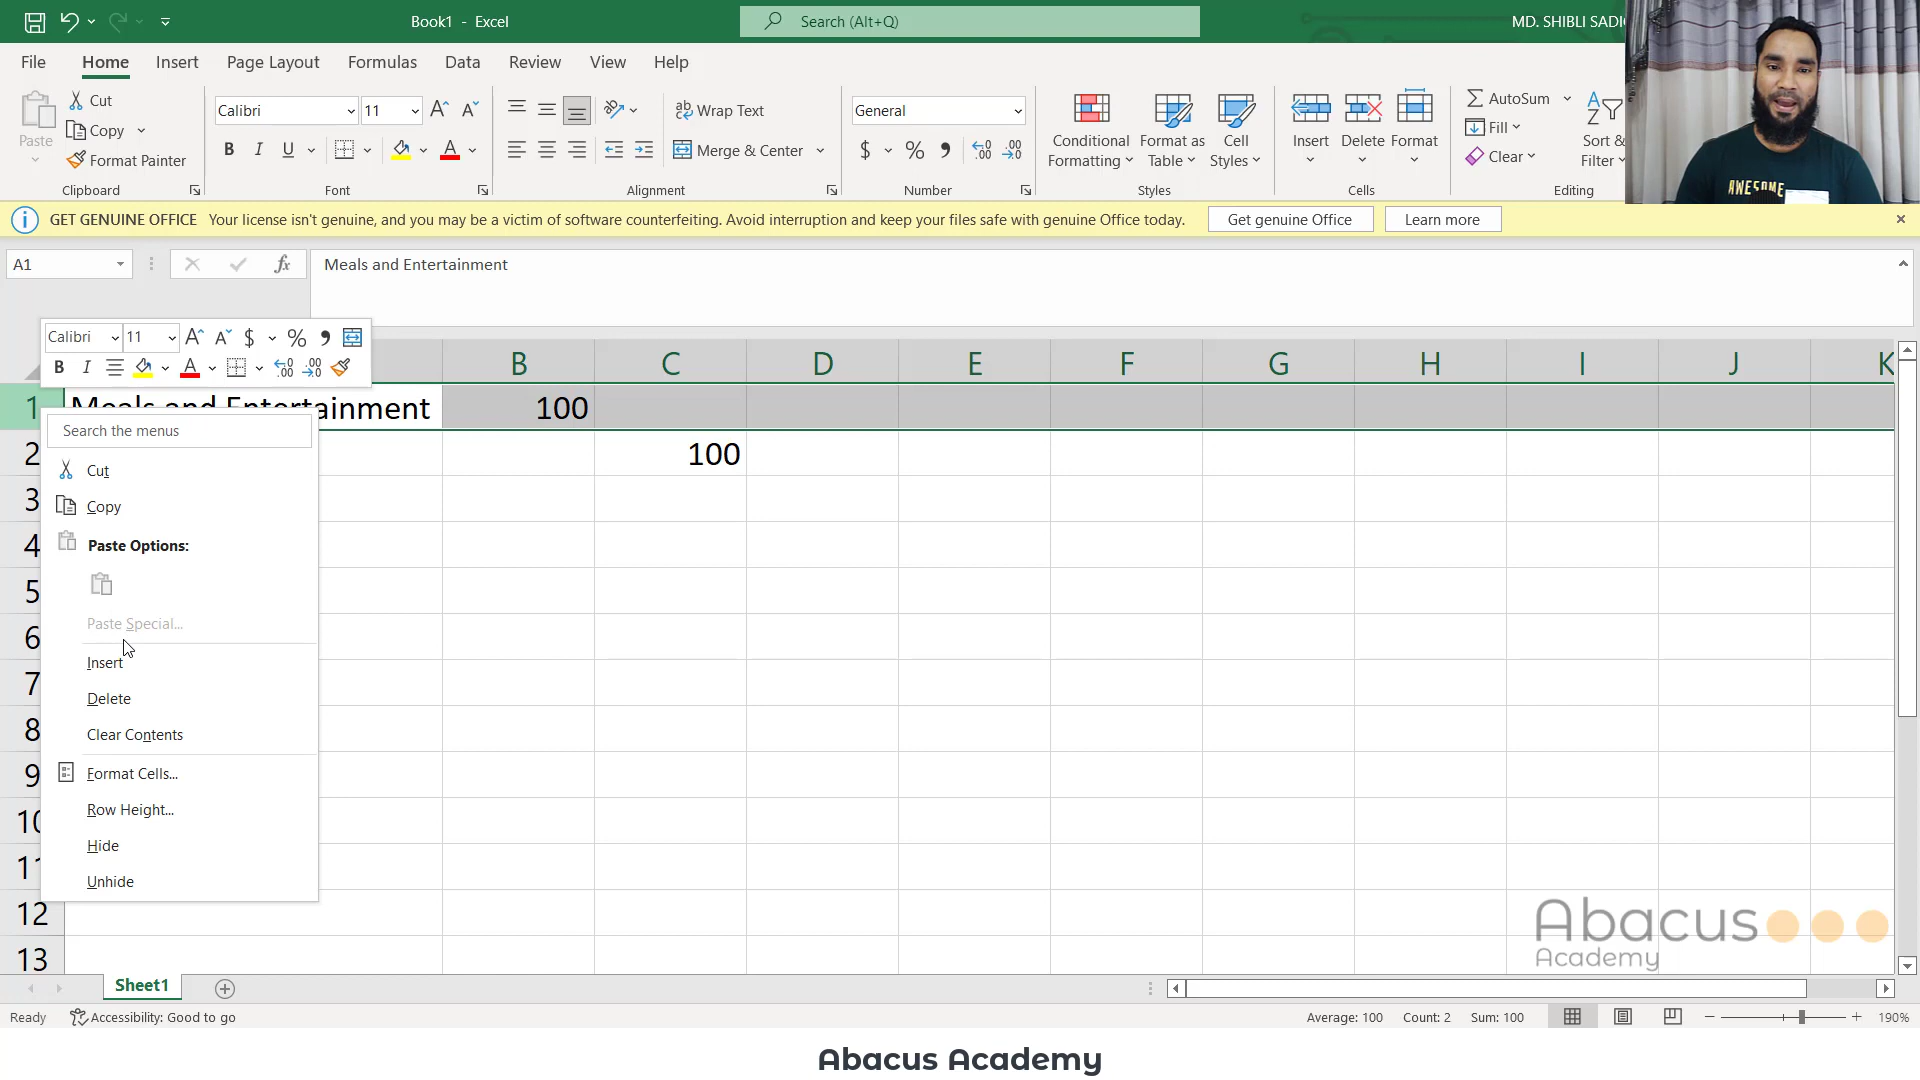 Book1 - Excel
Search (Alt+Q)
MD. SHIBLI SADI
File Home Insert Page Layout Formulas Data Review View Help
Paste
Cut
Copy
Format Painter
Clipboard
Calibri 11
B I U
Font
Wrap Text
Merge & Center
Alignment
General
$ % ,
Number
Conditional Formatting
Format as Table
Cell Styles
Styles
Insert Delete Format
Cells
AutoSum
Fill
Clear
Sort & Filter
Editing
AWESOME
GET GENUINE OFFICE Your license isn't genuine, and you may be a victim of software counterfeiting. Avoid interruption and keep your files safe with genuine Office today. Get genuine Office Learn more
A1 fx Meals and Entertainment
Calibri 11 $ % ,
B I A
B C D E F G H I J K
1 Meals and Entertainment 100
2 100
3
4
5
6
7
8
9
10
11
12
13
Search the menus
Cut
Copy
Paste Options:
Paste Special...
Insert
Delete
Clear Contents
Format Cells...
Row Height...
Hide
Unhide
Abacus
Academy
Sheet1
Ready Accessibility: Good to go Average: 100 Count: 2 Sum: 100 190%
Abacus Academy